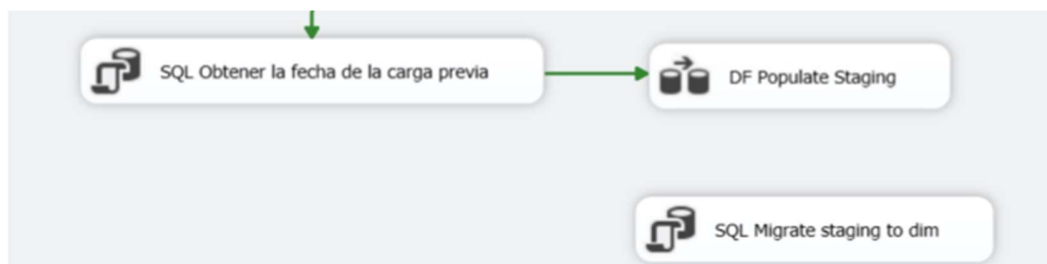 SQL Obtener la fecha de la carga previa
DF Populate Staging
SQL Migrate staging to dim